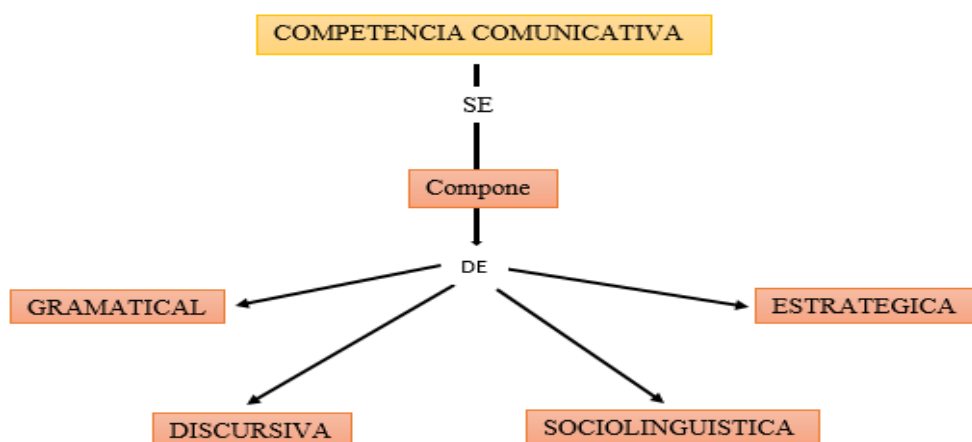 COMPETENCIA COMUNICATIVA
SE
Compone
DE
GRAMATICAL
ESTRATEGICA
DISCURSIVA
SOCIOLINGUISTICA